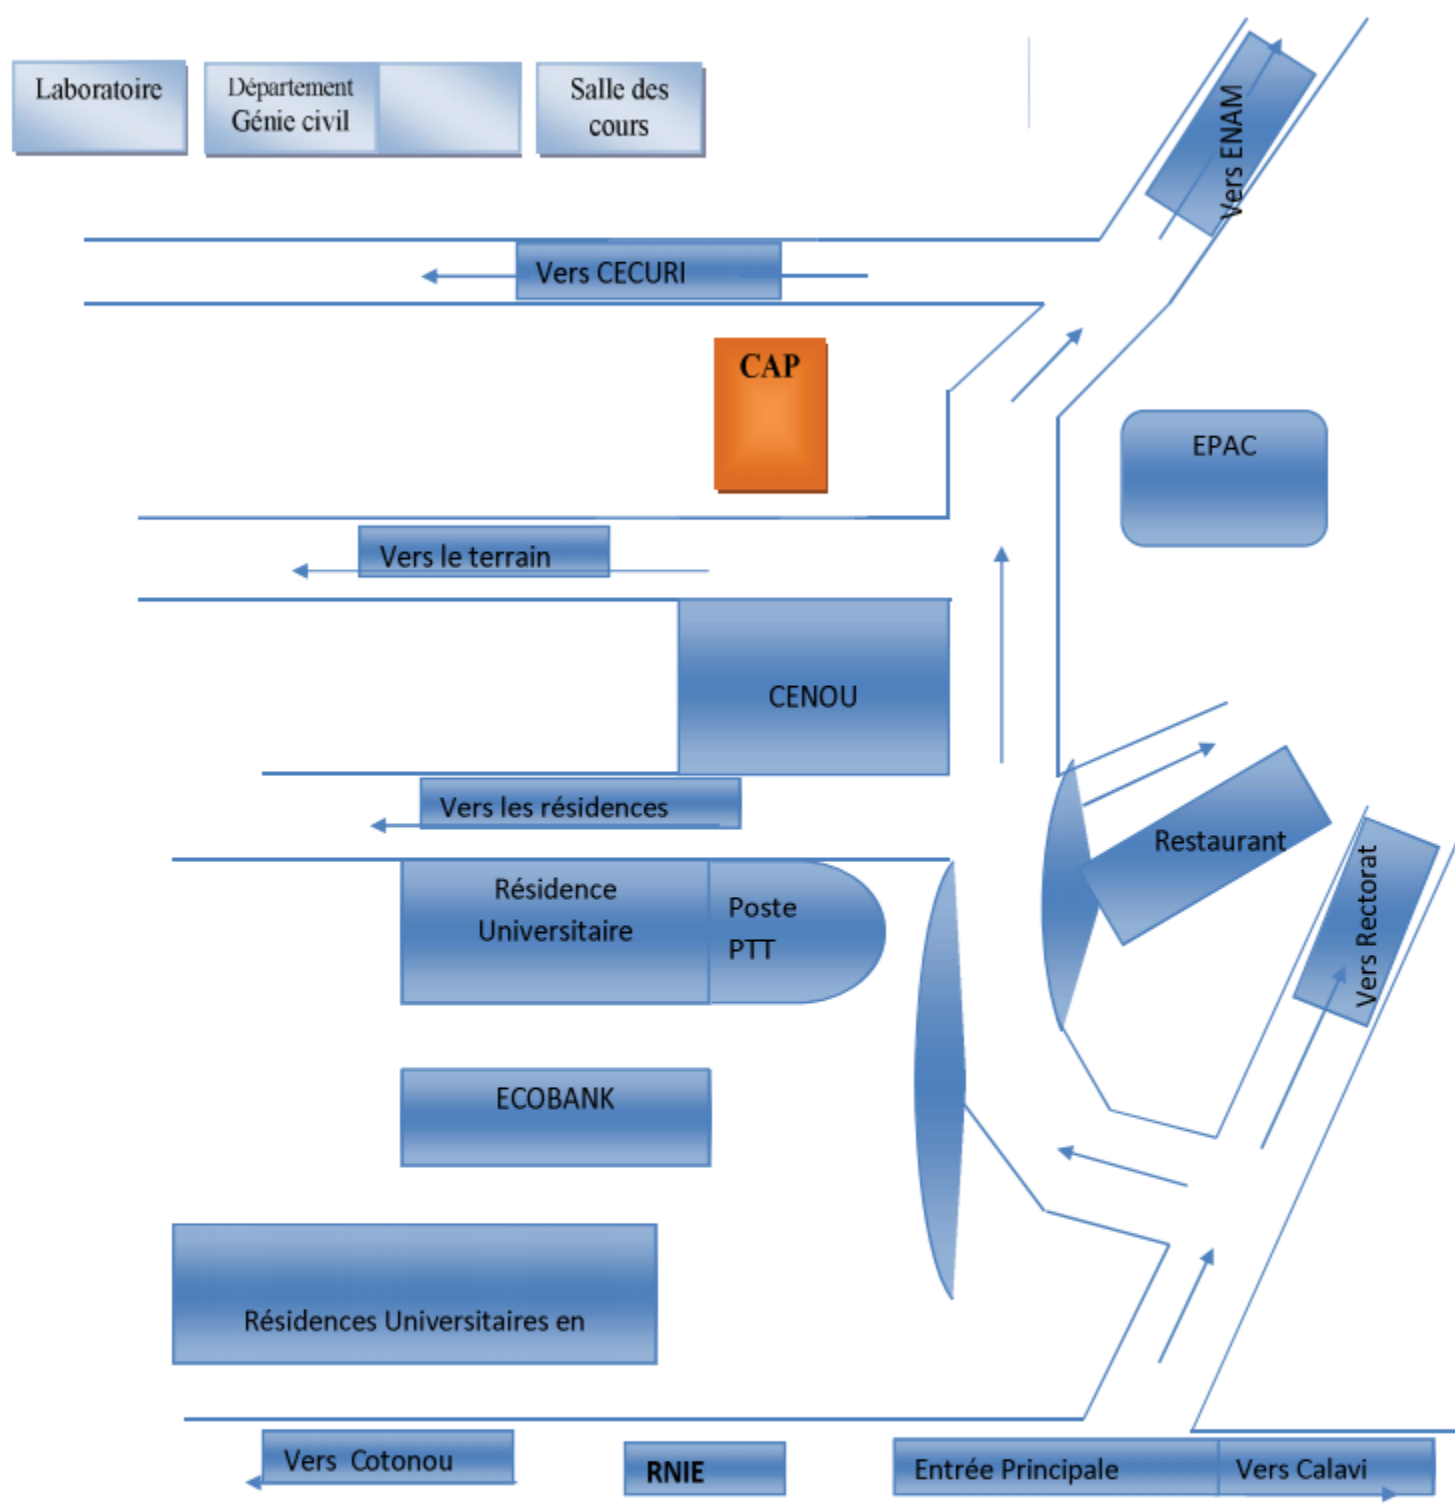 Laboratoire
Département
Génie civil
Salle des
cours
Vers ENAM
Vers CECURI
CAP
EPAC
Vers le terrain
CENOU
Vers les résidences
Restaurant
Vers Rectorat
Résidence
Universitaire
Poste
PTT
ECOBANK
Résidences Universitaires en
Vers Cotonou
RNIE
Entrée Principale
Vers Calavi